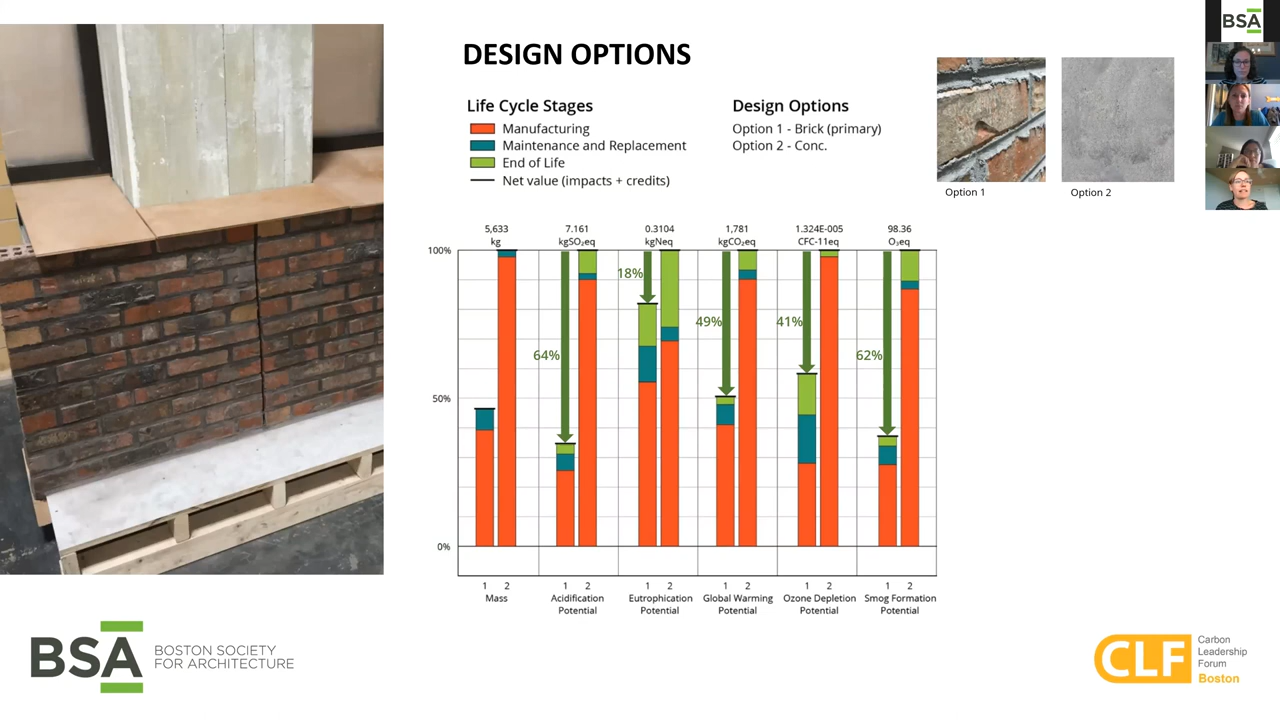 DESIGN OPTIONS
Life Cycle Stages
Manufacturing
Maintenance and Replacement
End of Life
Net value (impacts + credits)
Design Options
Option 1 - Brick (primary)
Option 2 - Conc.
Option 1
Option 2
BSA
5,633
kg
7.161
kgSO₂eq
0.3104
kgNeq
1,781
kgCO₂eq
1.324E-005
CFC-11eq
98.36
O₃eq
100%
50%
0%
64%
18%
49%
41%
62%
1 2
Mass
1 2
Acidification
Potential
1 2
Eutrophication
Potential
1 2
Global Warming
Potential
1 2
Ozone Depletion
Potential
1 2
Smog Formation
Potential
BSA
BOSTON SOCIETY
FOR ARCHITECTURE
CLF
Carbon
Leadership
Forum
Boston